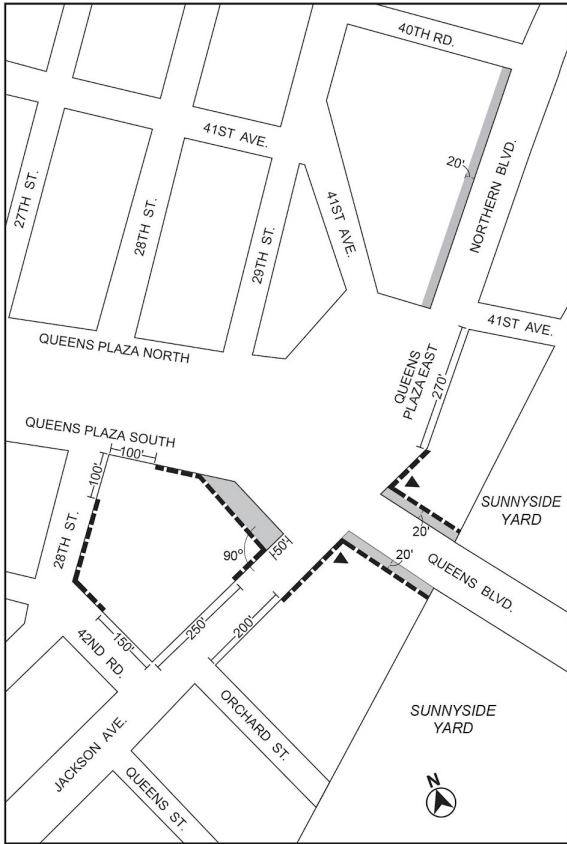 40TH RD.
41ST AVE.
20'
NORTHERN BLVD.
27TH ST.
28TH ST.
29TH ST.
41ST AVE.
41ST AVE.
QUEENS PLAZA NORTH
QUEENS
PLAZA EAST
270'
QUEENS PLAZA SOUTH
100'
100'
28TH ST.
SUNNYSIDE
YARD
20'
90°
50'
20'
QUEENS BLVD.
250'
200'
150'
42ND RD.
ORCHARD ST.
SUNNYSIDE
YARD
JACKSON AVE.
QUEENS ST.
N